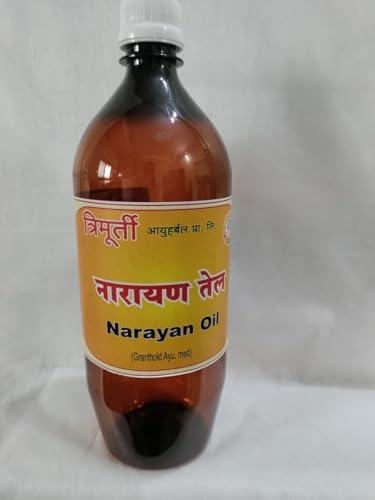 त्रिमूर्ती आयुहर्बल प्रा. लि.
नारायण तेल
Narayan Oil
(Granthokt Ayu. med)